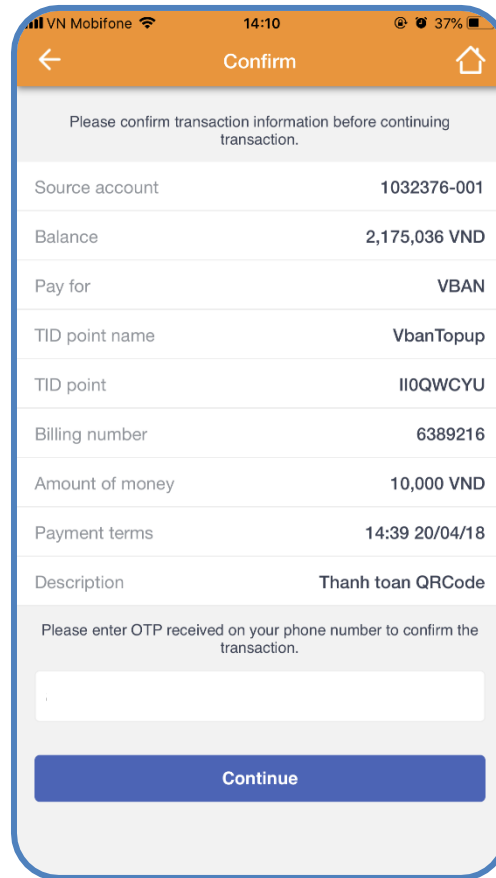 VN Mobifone 14:10 37%
Confirm
Please confirm transaction information before continuing
transaction.
Source account 1032376-001
Balance 2,175,036 VND
Pay for VBAN
TID point name VbanTopup
TID point II0QWCYU
Billing number 6389216
Amount of money 10,000 VND
Payment terms 14:39 20/04/18
Description Thanh toan QRCode
Please enter OTP received on your phone number to confirm the
transaction.
Continue